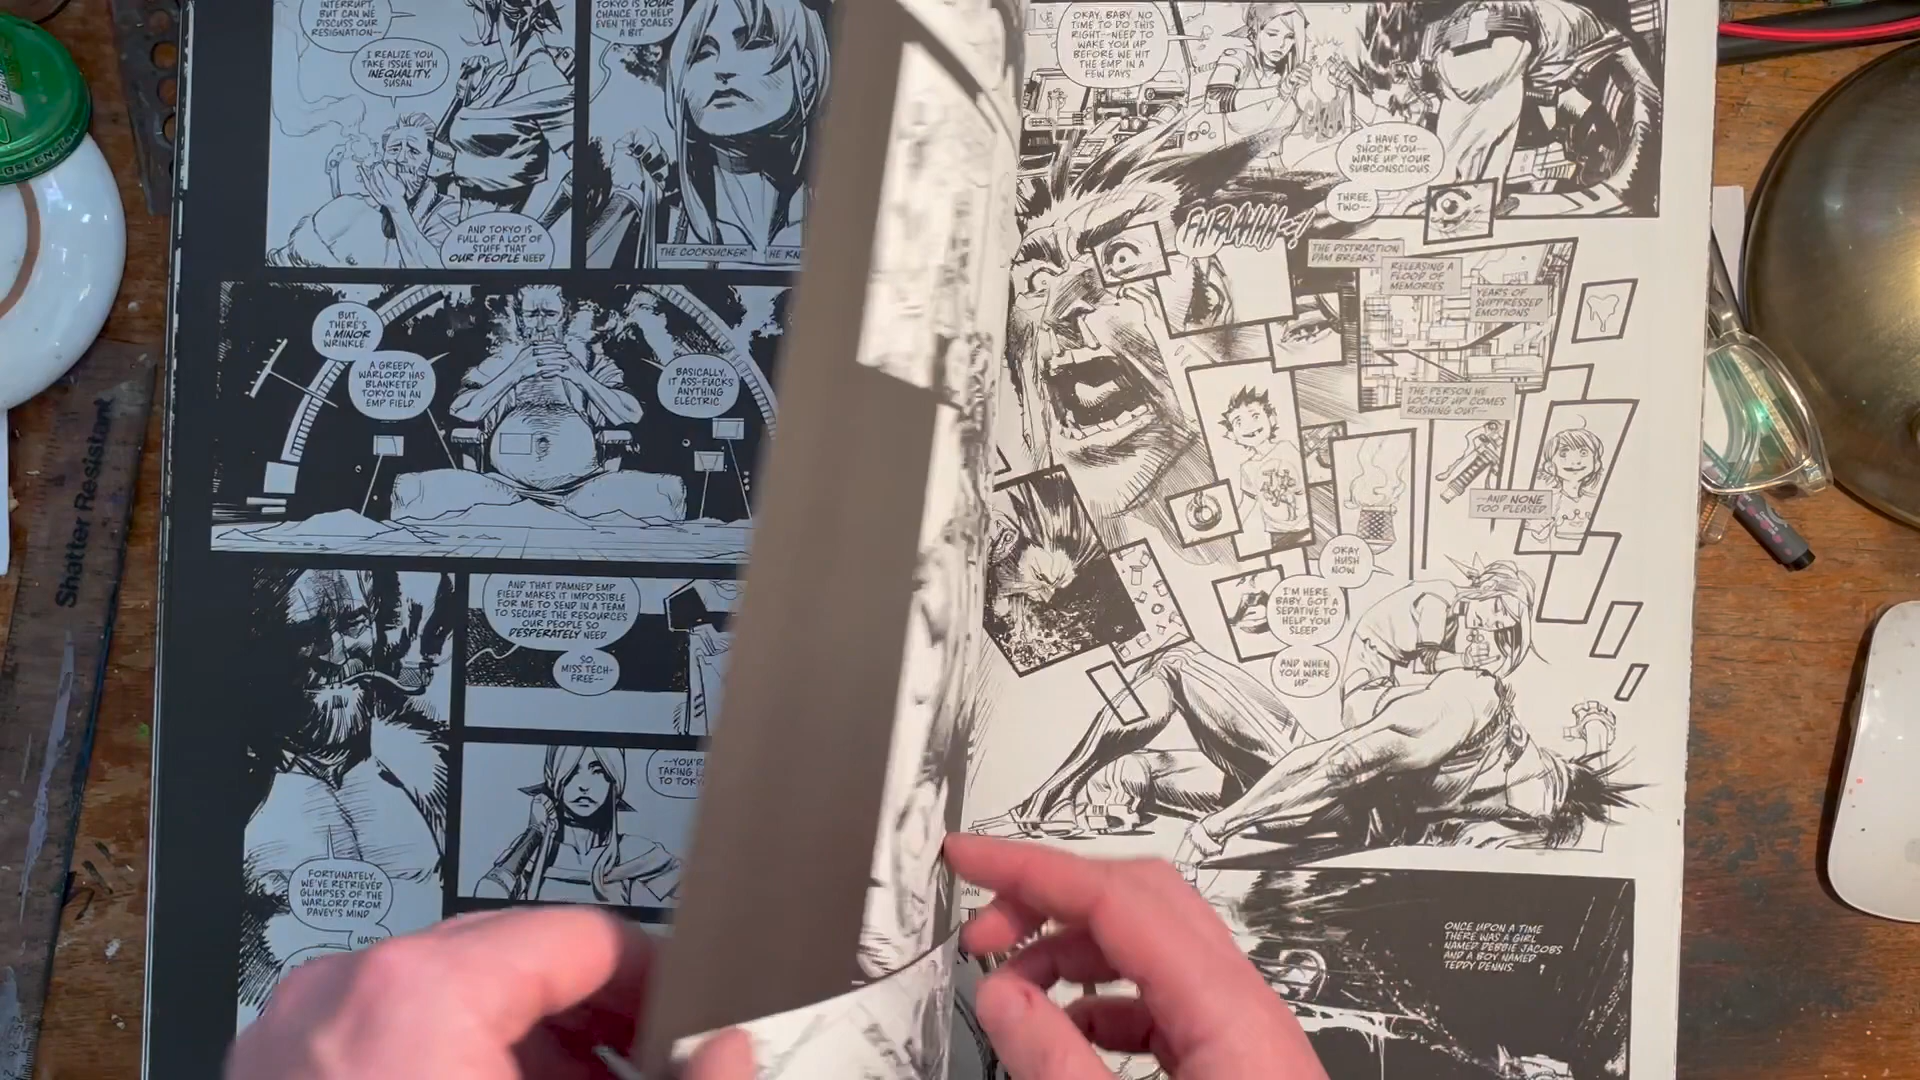 INTERRUPT,
BUT CAN WE
DISCUSS OUR
RESIGNATION--
I REALIZE YOU
TAKE ISSUE WITH
INEQUALITY,
SUSAN.
AND TOKYO IS
FULL OF A LOT OF
STUFF THAT
OUR PEOPLE NEED
TOKYO IS YOUR
CHANCE TO HELP
EVEN THE SCALES
A BIT
THE COCKSUCKER
HE
BUT,
THERE'S
A MINOR
WRINKLE.
A GREEDY
WARLORD HAS
BLANKETED
TOKYO IN AN
EMP FIELD.
BASICALLY,
IT ASS-FUCKS
ANYTHING
ELECTRIC.
AND THAT DAMNED EMP
FIELD MAKES IT IMPOSSIBLE
FOR ME TO SEND IN A TEAM
TO SECURE THE RESOURCES
OUR PEOPLE SO
DESPERATELY NEED
SO,
MISS TECH-
FREE--
--YOU'R
TAKING
TO TOK
FORTUNATELY,
WE'VE RETRIEVED
GLIMPSES OF THE
WARLORD FROM
DAVEY'S MIND
NAST
OKAY, BABY. NO
TIME TO DO THIS
RIGHT--NEED TO
WAKE YOU UP
BEFORE WE HIT
THE EMP IN A
FEW DAYS.
I HAVE TO
SHOCK YOU--
WAKE UP YOUR
SUBCONSCIOUS.
THREE,
TWO--
THE DISTRACTION
DAM BREAKS.
RELEASING A
FLOOD OF
MEMORIES
YEARS OF
SUPPRESSED
EMOTIONS
THE PERSON HE
LOCKED UP COMES
RUSHING OUT--
--AND NONE
TOO PLEASED.
OKAY
HUSH
NOW
I'M HERE,
BABY. GOT A
SEDATIVE TO
HELP YOU
SLEEP
AND WHEN
YOU WAKE
UP..
GAIN
ONCE UPON A TIME
THERE WAS A GIRL
NAMED DEBBIE JACOBS
AND A BOY NAMED
TEDDY DENNIS.
Shatter Resistant